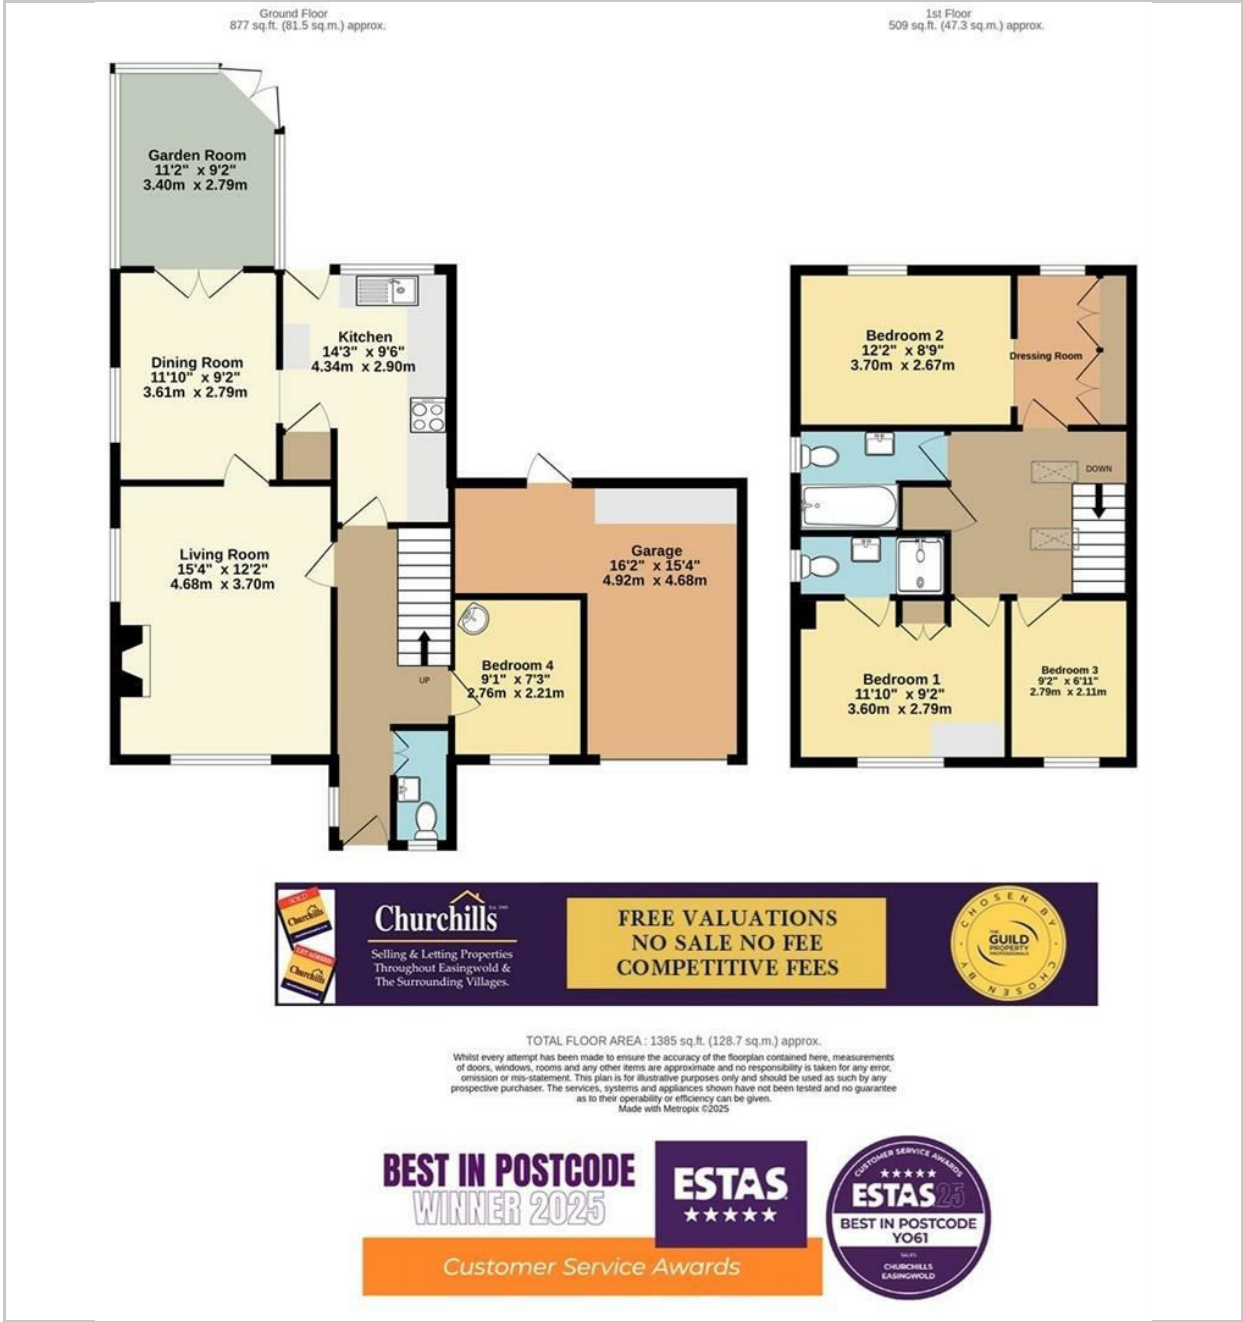 Ground Floor
877 sq.ft. (81.5 sq.m.) approx.
1st Floor
509 sq.ft. (47.3 sq.m.) approx.
Garden Room
11'2" x 9'2"
3.40m x 2.79m
Kitchen
14'3" x 9'6"
4.34m x 2.90m
Dining Room
11'10" x 9'2"
3.61m x 2.79m
Living Room
15'4" x 12'2"
4.68m x 3.70m
Garage
16'2" x 15'4"
4.92m x 4.68m
Bedroom 4
9'1" x 7'3"
2.76m x 2.21m
UP
Bedroom 2
12'2" x 8'9"
3.70m x 2.67m
Dressing Room
DOWN
Bedroom 1
11'10" x 9'2"
3.60m x 2.79m
Bedroom 3
9'2" x 6'11"
2.79m x 2.11m
SOLD
Churchills
LET AGREED
Churchills
Churchills
Selling & Letting Properties
Throughout Easingwold &
The Surrounding Villages.
FREE VALUATIONS
NO SALE NO FEE
COMPETITIVE FEES
CHOSEN BY
THE
GUILD
PROPERTY
PROFESSIONALS
CHOSEN BY
TOTAL FLOOR AREA : 1385 sq.ft. (128.7 sq.m.) approx.
Whilst every attempt has been made to ensure the accuracy of the floorplan contained here, measurements
of doors, windows, rooms and any other items are approximate and no responsibility is taken for any error,
omission or mis-statement. This plan is for illustrative purposes only and should be used as such by any
prospective purchaser. The services, systems and appliances shown have not been tested and no guarantee
as to their operability or efficiency can be given.
Made with Metropix ©2025
BEST IN POSTCODE
WINNER 2025
Customer Service Awards
ESTAS
CUSTOMER SERVICE AWARDS
ESTAS25
BEST IN POSTCODE
YO61
CHURCHILLS
EASINGWOLD